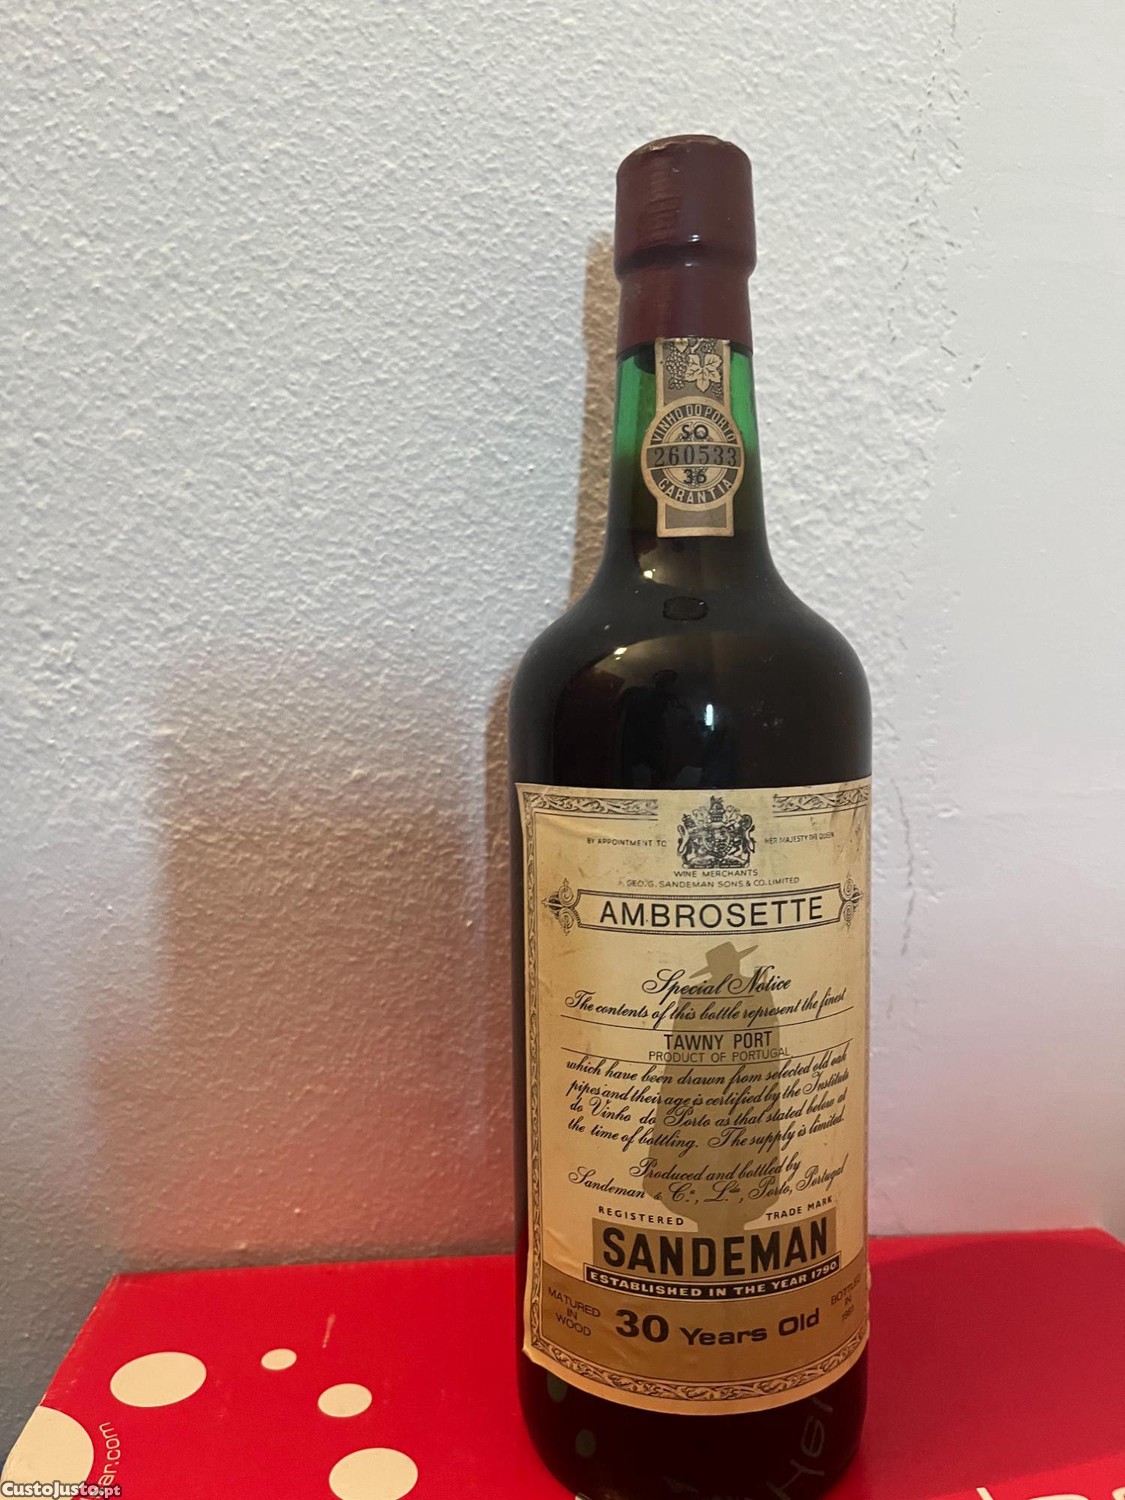 VINHO DO PORTO
SO
260533
36
GARANTIA
BY APPOINTMENT TO HER MAJESTY THE QUEEN
WINE MERCHANTS
GEO. G. SANDEMAN SONS & CO. LIMITED
AMBROSETTE
Special Notice
The contents of this bottle represent the finest
TAWNY PORT
PRODUCT OF PORTUGAL
which have been drawn from selected old oak
pipes and their age is certified by the Instituto
do Vinho do Porto as that stated below at
the time of bottling. The supply is limited.
Produced and bottled by
Sandeman & Cª., Lda, Porto, Portugal
REGISTERED TRADE MARK
SANDEMAN
ESTABLISHED IN THE YEAR 1790
MATURED
IN
WOOD
30 Years Old
BOTTLED
IN
CustoJusto.pt